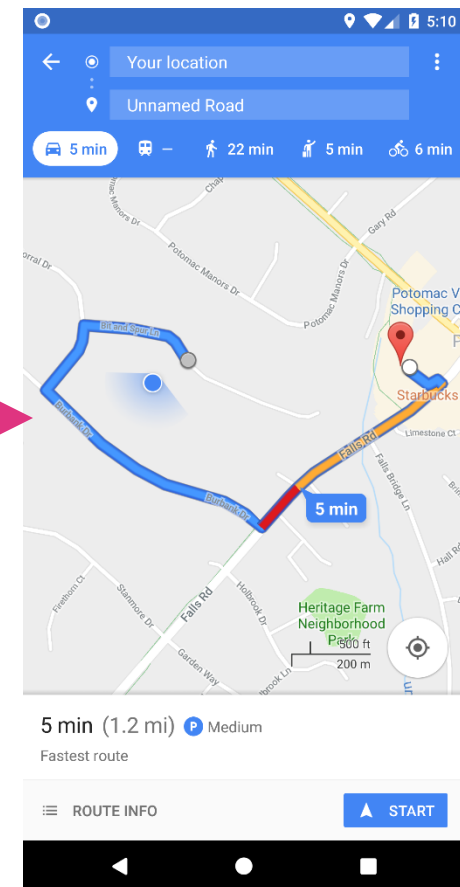 5:10
Your location
Unnamed Road
5 min
–
22 min
5 min
6 min
Potomac Manors Dr
Gary Rd
Potomac V
Shopping C
Bit and Spur Ln
Starbucks
Burbank Dr
Falls Rd
Limestone Ct
Falls Bridge Ln
Burbank Dr
5 min
Firethorn Ct
Stanmore Dr
Falls Rd
Holbrook Dr
Garden Way
Heritage Farm
Neighborhood
Park
500 ft
200 m
5 min (1.2 mi) P Medium
Fastest route
ROUTE INFO
START